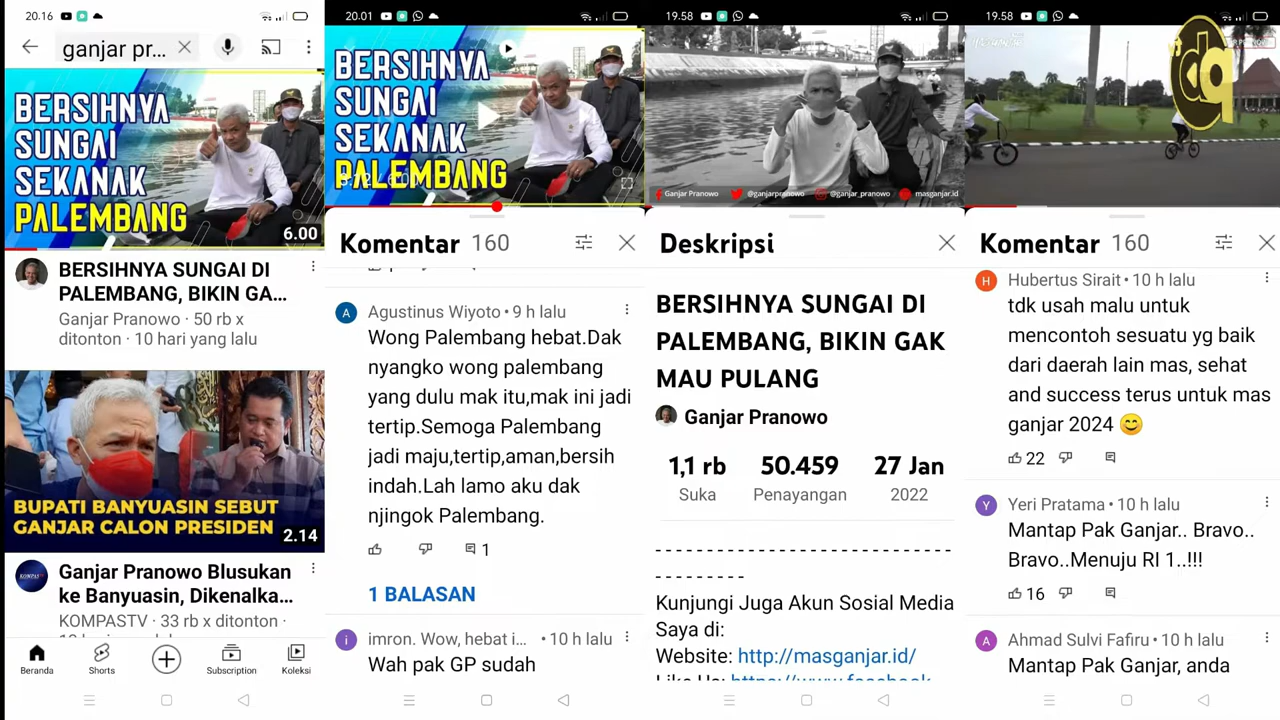 20.16
ganjar pr...
BERSIHNYA
SUNGAI
SEKANAK
PALEMBANG
6.00
BERSIHNYA SUNGAI DI
PALEMBANG, BIKIN GA...
Ganjar Pranowo · 50 rb x
ditonton · 10 hari yang lalu
BUPATI BANYUASIN SEBUT
GANJAR CALON PRESIDEN
2.14
KOMPASTV
Ganjar Pranowo Blusukan
ke Banyuasin, Dikenalka...
KOMPASTV · 33 rb x ditonton ·
Beranda
Shorts
Subscription
Koleksi
20.01
BERSIHNYA
SUNGAI
SEKANAK
PALEMBANG
Komentar 160
A
Agustinus Wiyoto • 9 h lalu
Wong Palembang hebat.Dak
nyangko wong palembang
yang dulu mak itu,mak ini jadi
tertip.Semoga Palembang
jadi maju,tertip,aman,bersih
indah.Lah lamo aku dak
njingok Palembang.
1
1 BALASAN
i
imron. Wow, hebat i... • 10 h lalu
Wah pak GP sudah
19.58
Ganjar Pranowo
@ganjarpranowo
@ganjar_pranowo
masganjar.id
Deskripsi
BERSIHNYA SUNGAI DI
PALEMBANG, BIKIN GAK
MAU PULANG
Ganjar Pranowo
1,1 rb
Suka
50.459
Penayangan
27 Jan
2022
- - - - - - - - - - - - - - - - - - - - - - - - - - - -
- - - - - - - - -
Kunjungi Juga Akun Sosial Media
Saya di:
Website: http://masganjar.id/
Like Us: https://www.facebook
19.58
dq
Komentar 160
H
Hubertus Sirait • 10 h lalu
tdk usah malu untuk
mencontoh sesuatu yg baik
dari daerah lain mas, sehat
and success terus untuk mas
ganjar 2024 😊
22
Y
Yeri Pratama • 10 h lalu
Mantap Pak Ganjar.. Bravo..
Bravo..Menuju RI 1..!!!
16
A
Ahmad Sulvi Fafiru • 10 h lalu
Mantap Pak Ganjar, anda